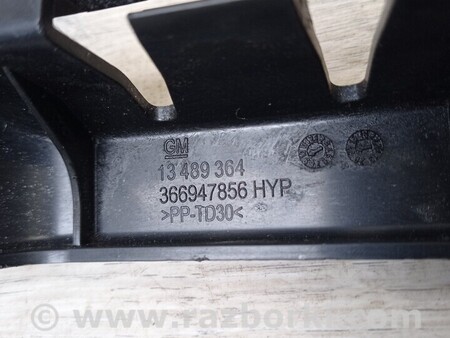 GM
13 489 364
366947856 HYP
>PP-TD30<
© www.razborka.com